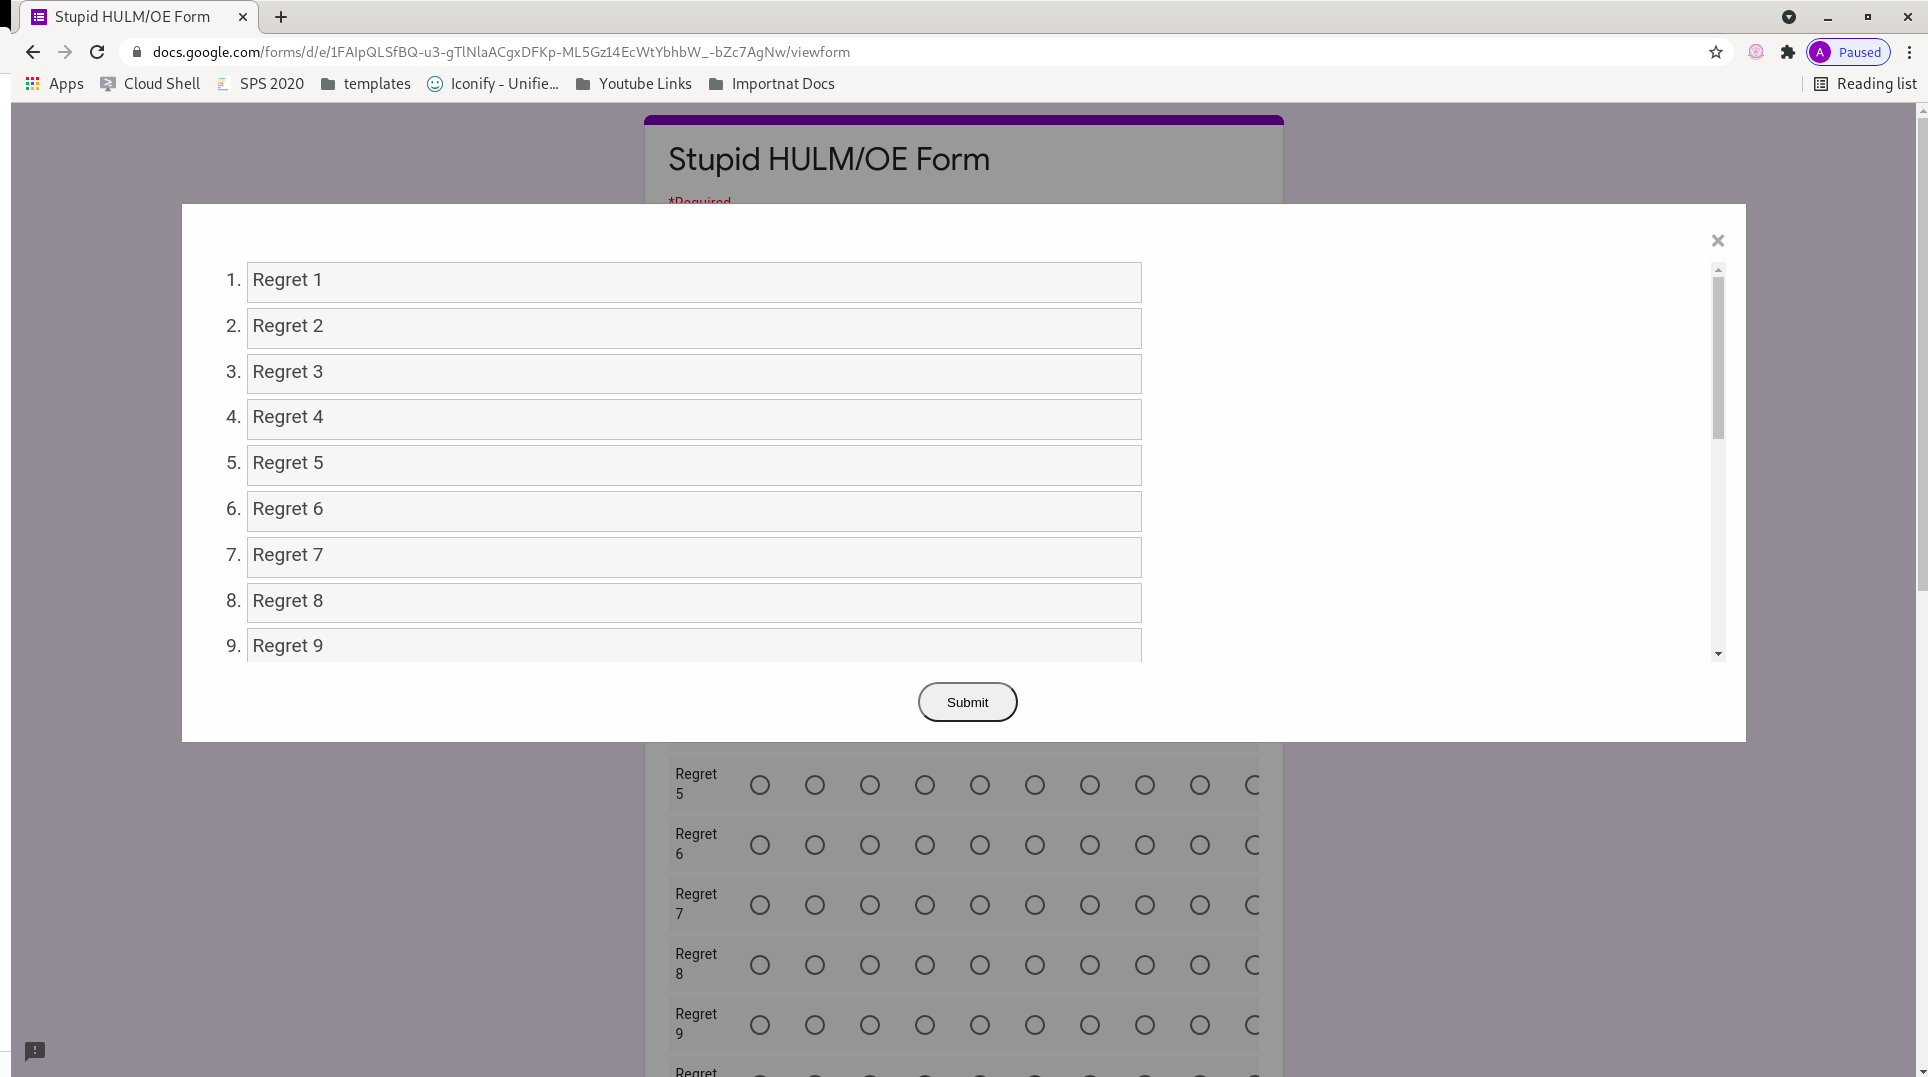 Stupid HULM/OE Form
docs.google.com/forms/d/e/1FAIpQLSfBQ-u3-gTlNlaACgxDFKp-ML5Gz14EcWtYbhbW_-bZc7AgNw/viewform
A Paused
Apps Cloud Shell SPS 2020 templates Iconify - Unifie... Youtube Links Importnat Docs Reading list
Stupid HULM/OE Form
*Required
1. Regret 1
2. Regret 2
3. Regret 3
4. Regret 4
5. Regret 5
6. Regret 6
7. Regret 7
8. Regret 8
9. Regret 9
Submit
Regret
5
Regret
6
Regret
7
Regret
8
Regret
9
Regret